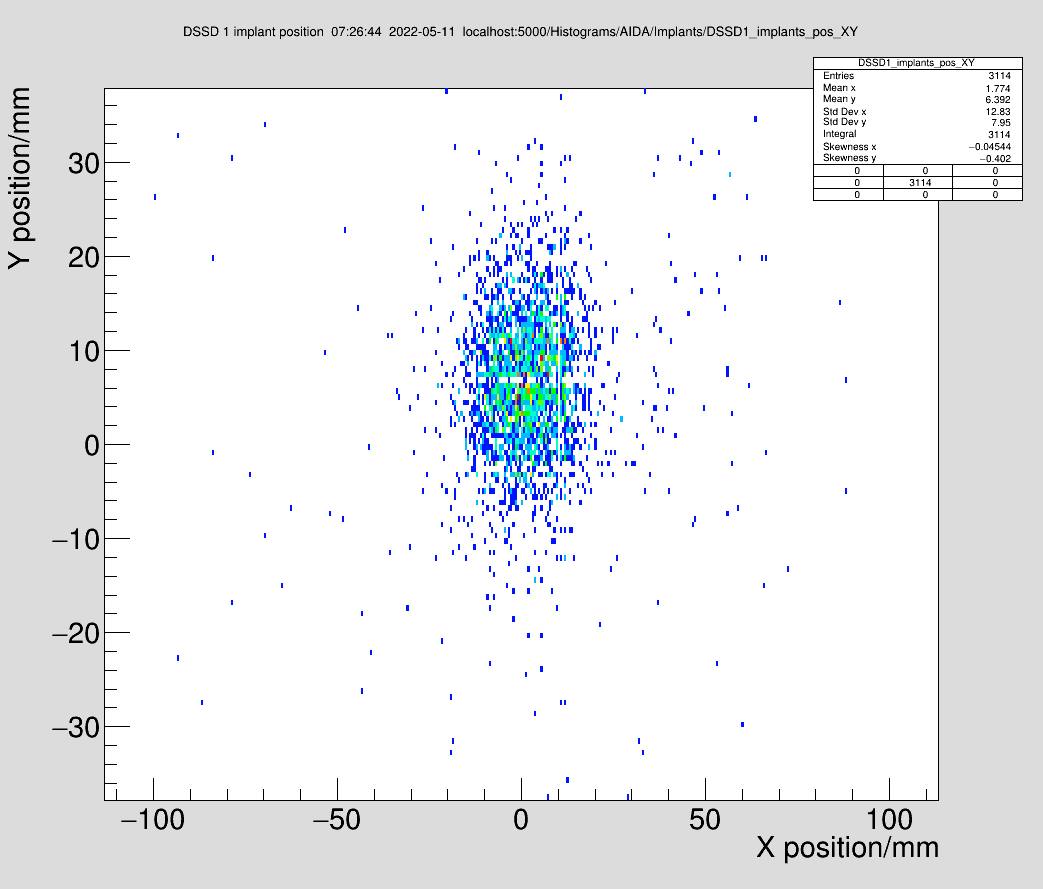 DSSD 1 implant position  07:26:44  2022-05-11  localhost:5000/Histograms/AIDA/Implants/DSSD1_implants_pos_XY
DSSD1_implants_pos_XY
Entries 3114
Mean x 1.774
Mean y 6.392
Std Dev x 12.83
Std Dev y 7.95
Integral 3114
Skewness x −0.04544
Skewness y −0.402
0 0 0
0 3114 0
0 0 0
Y position/mm
30
20
10
0
−10
−20
−30
−100 −50 0 50 100
X position/mm